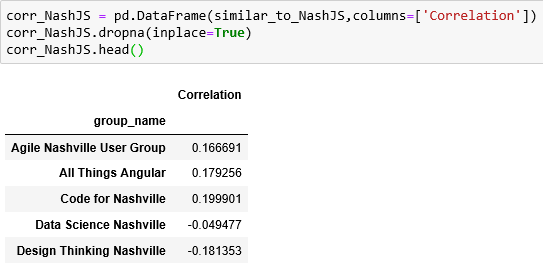 corr_NashJS = pd.DataFrame(similar_to_NashJS,columns=['Correlation'])
corr_NashJS.dropna(inplace=True)
corr_NashJS.head()
Correlation
group_name
Agile Nashville User Group 0.166691
All Things Angular 0.179256
Code for Nashville 0.199901
Data Science Nashville -0.049477
Design Thinking Nashville -0.181353